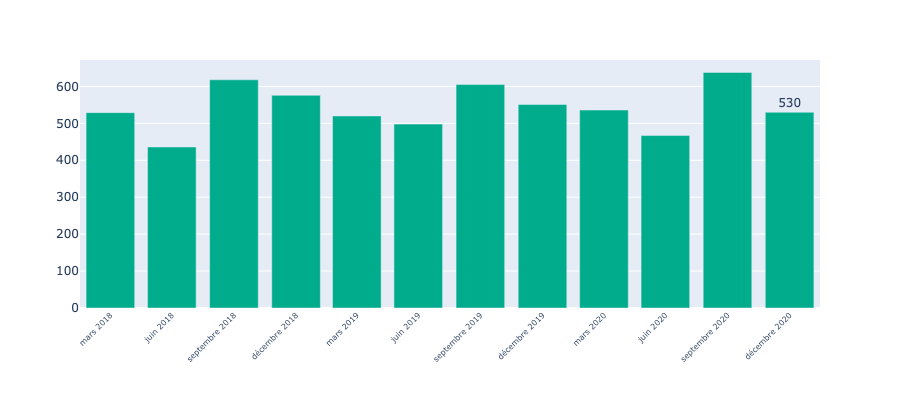 600
500
400
300
200
100
0
530
mars 2018
juin 2018
septembre 2018
décembre 2018
mars 2019
juin 2019
septembre 2019
décembre 2019
mars 2020
juin 2020
septembre 2020
décembre 2020